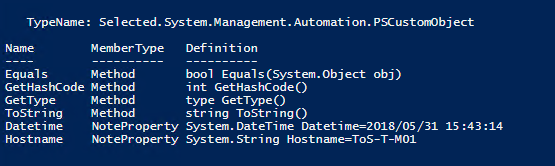 TypeName: Selected.System.Management.Automation.PSCustomObject
Name MemberType Definition
---- ---------- ----------
Equals Method bool Equals(System.Object obj)
GetHashCode Method int GetHashCode()
GetType Method type GetType()
ToString Method string ToString()
Datetime NoteProperty System.DateTime Datetime=2018/05/31 15:43:14
Hostname NoteProperty System.String Hostname=ToS-T-M01